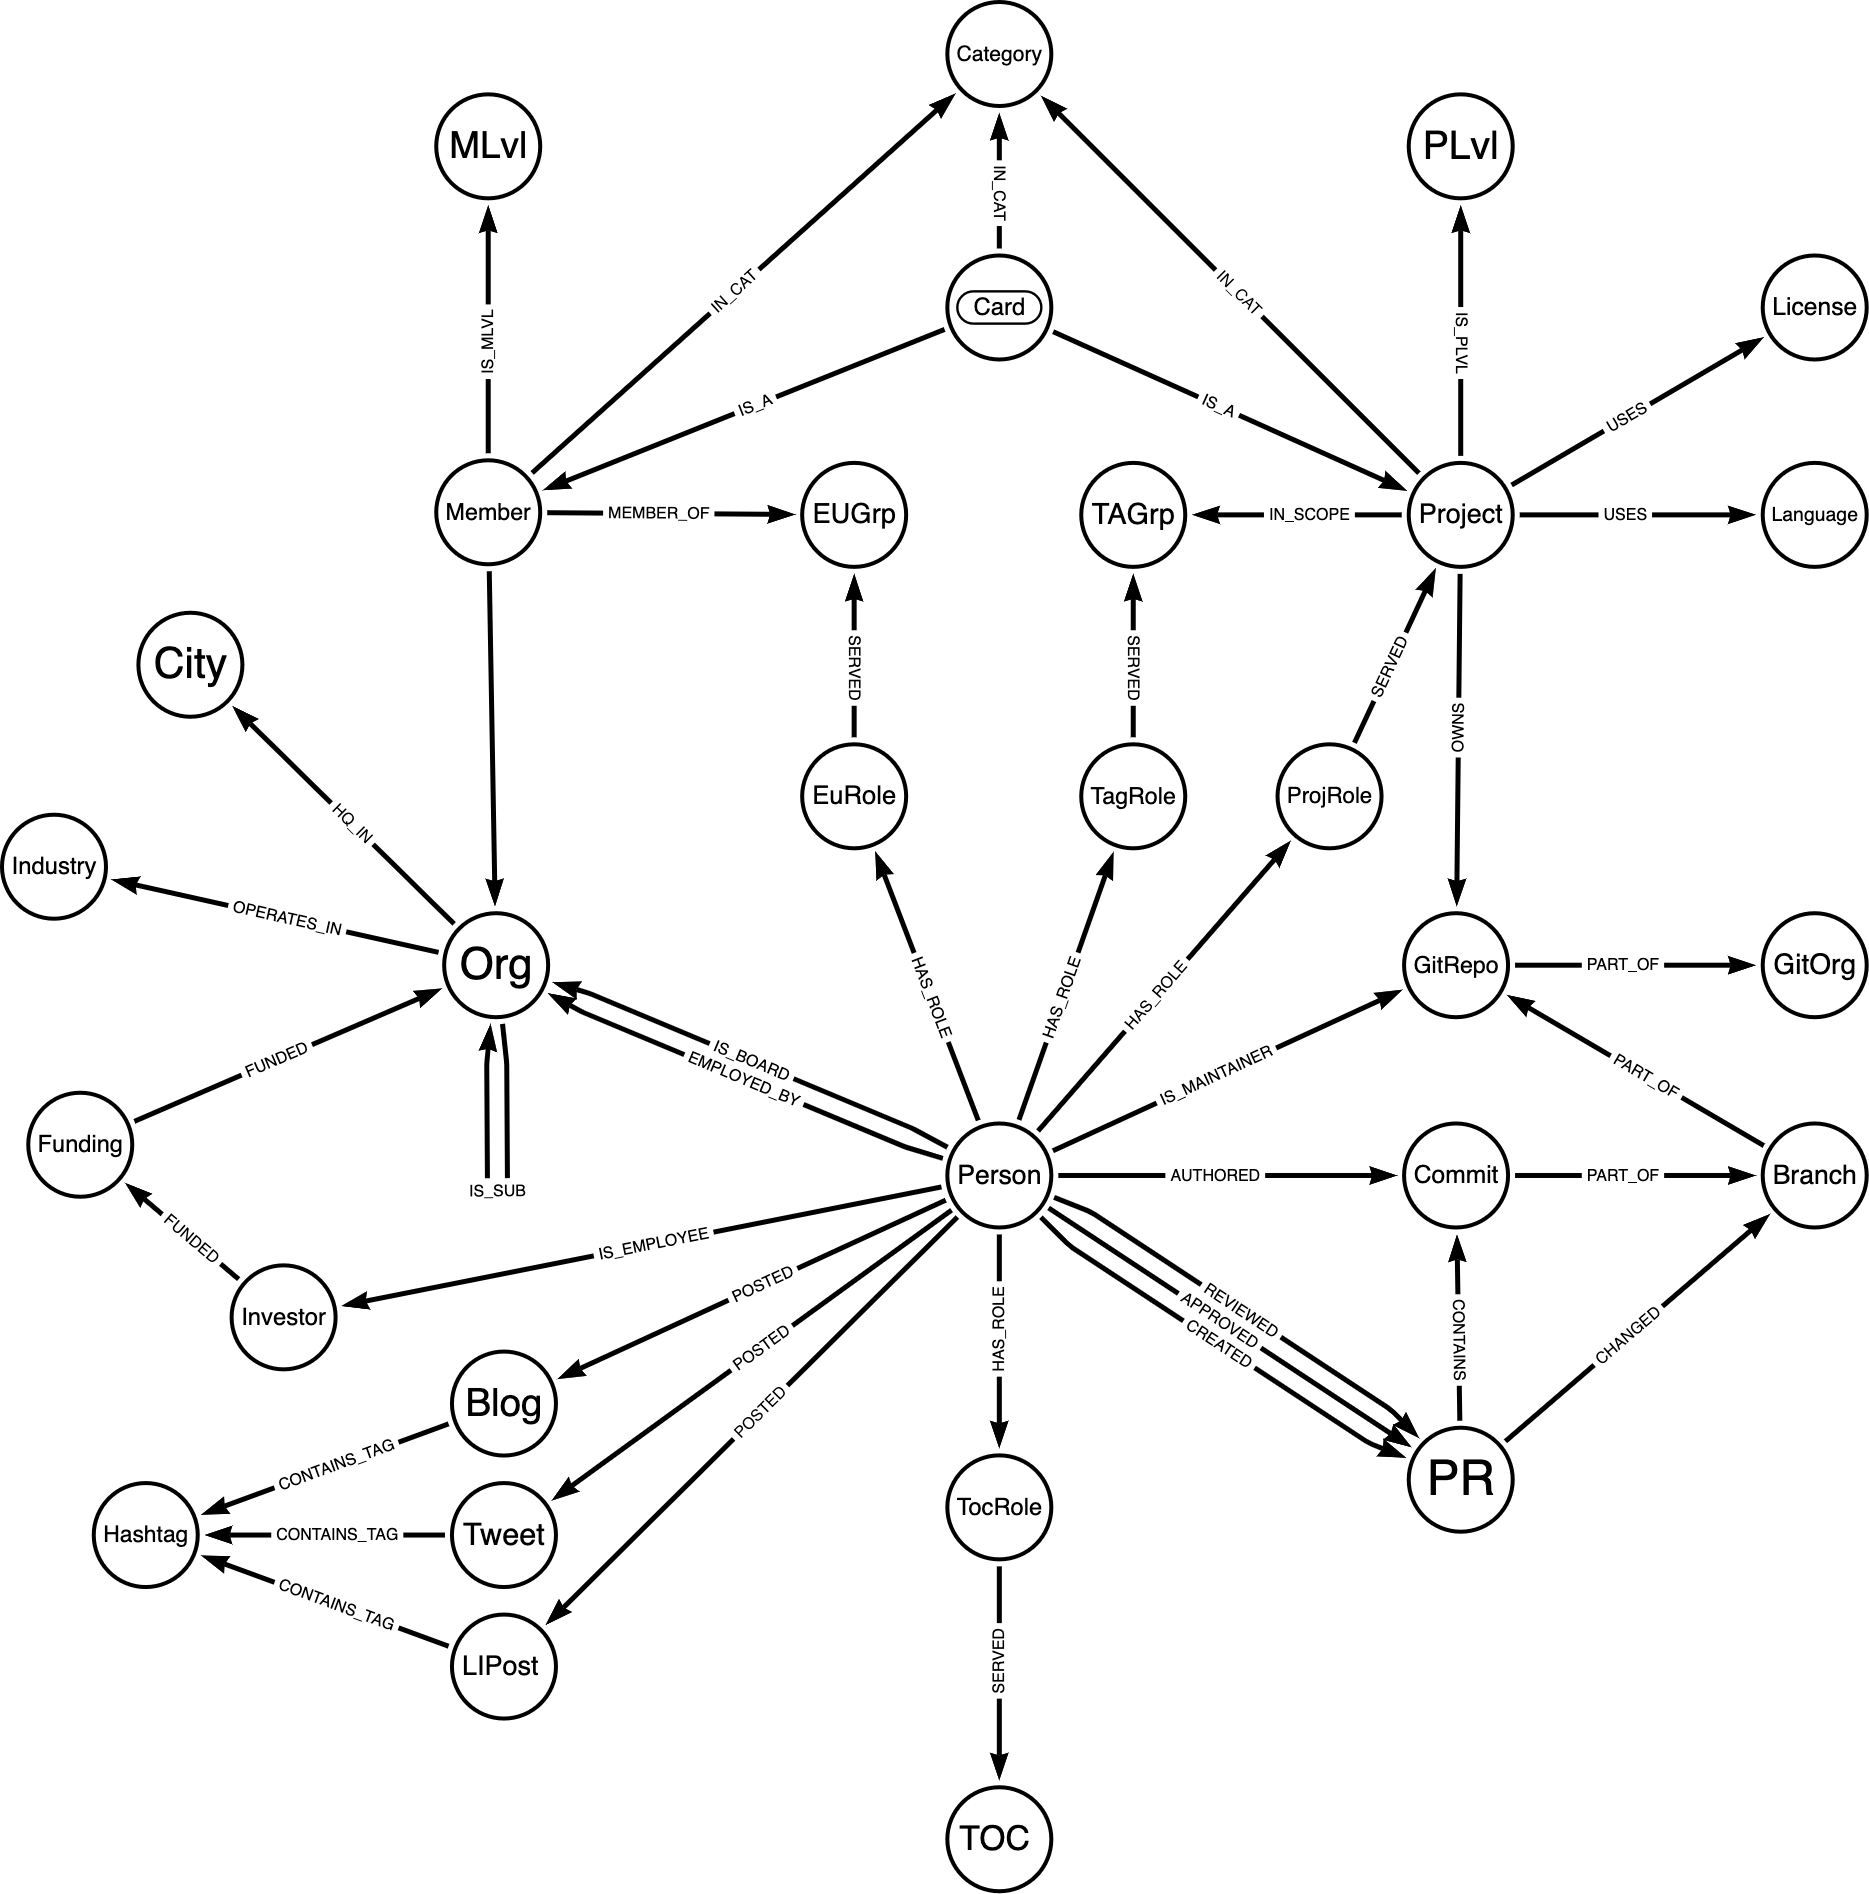 Category
MLvl
PLvl
IN_CAT
IN_CAT
IN_CAT
Card
License
IS_MLVL
IS_PLVL
IS_A
IS_A
USES
Member
MEMBER_OF
EUGrp
TAGrp
IN_SCOPE
Project
USES
Language
City
SERVED
SERVED
SERVED
OWNS
HQ_IN
EuRole
TagRole
ProjRole
Industry
OPERATES_IN
Org
HAS_ROLE
HAS_ROLE
HAS_ROLE
GitRepo
PART_OF
GitOrg
FUNDED
IS_BOARD
EMPLOYED_BY
IS_MAINTAINER
PART_OF
Funding
IS_SUB
Person
AUTHORED
Commit
PART_OF
Branch
FUNDED
IS_EMPLOYEE
Investor
POSTED
POSTED
POSTED
HAS_ROLE
REVIEWED
APPROVED
CREATED
CONTAINS
CHANGED
Blog
CONTAINS_TAG
PR
Hashtag
CONTAINS_TAG
Tweet
TocRole
CONTAINS_TAG
LIPost
SERVED
TOC